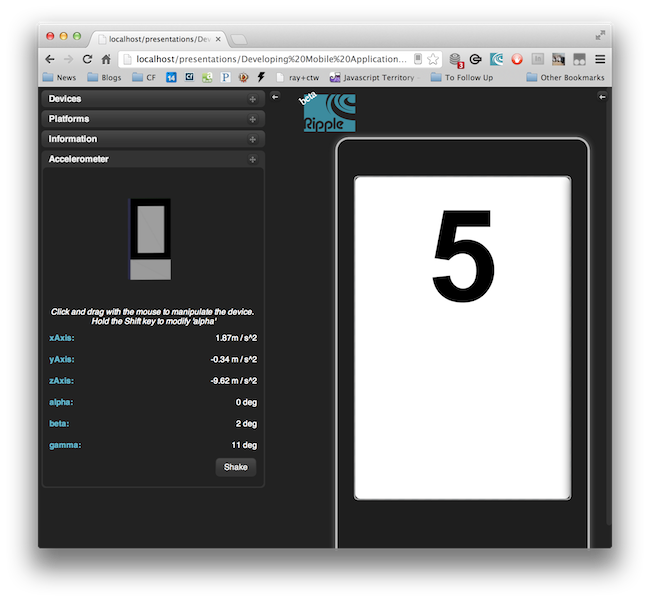 localhost/presentations/Dev
localhost/presentations/Developing%20Mobile%20Application...
3
News
Blogs
CF
54
P
ray+ctw
Javascript Territory
To Follow Up
Other Bookmarks
Devices
Platforms
Information
Accelerometer
beta
Ripple
5
Click and drag with the mouse to manipulate the device.
Hold the Shift key to modify 'alpha'
xAxis: 1.87m / s^2
yAxis: -0.34 m / s^2
zAxis: -9.62 m / s^2
alpha: 0 deg
beta: 2 deg
gamma: 11 deg
Shake